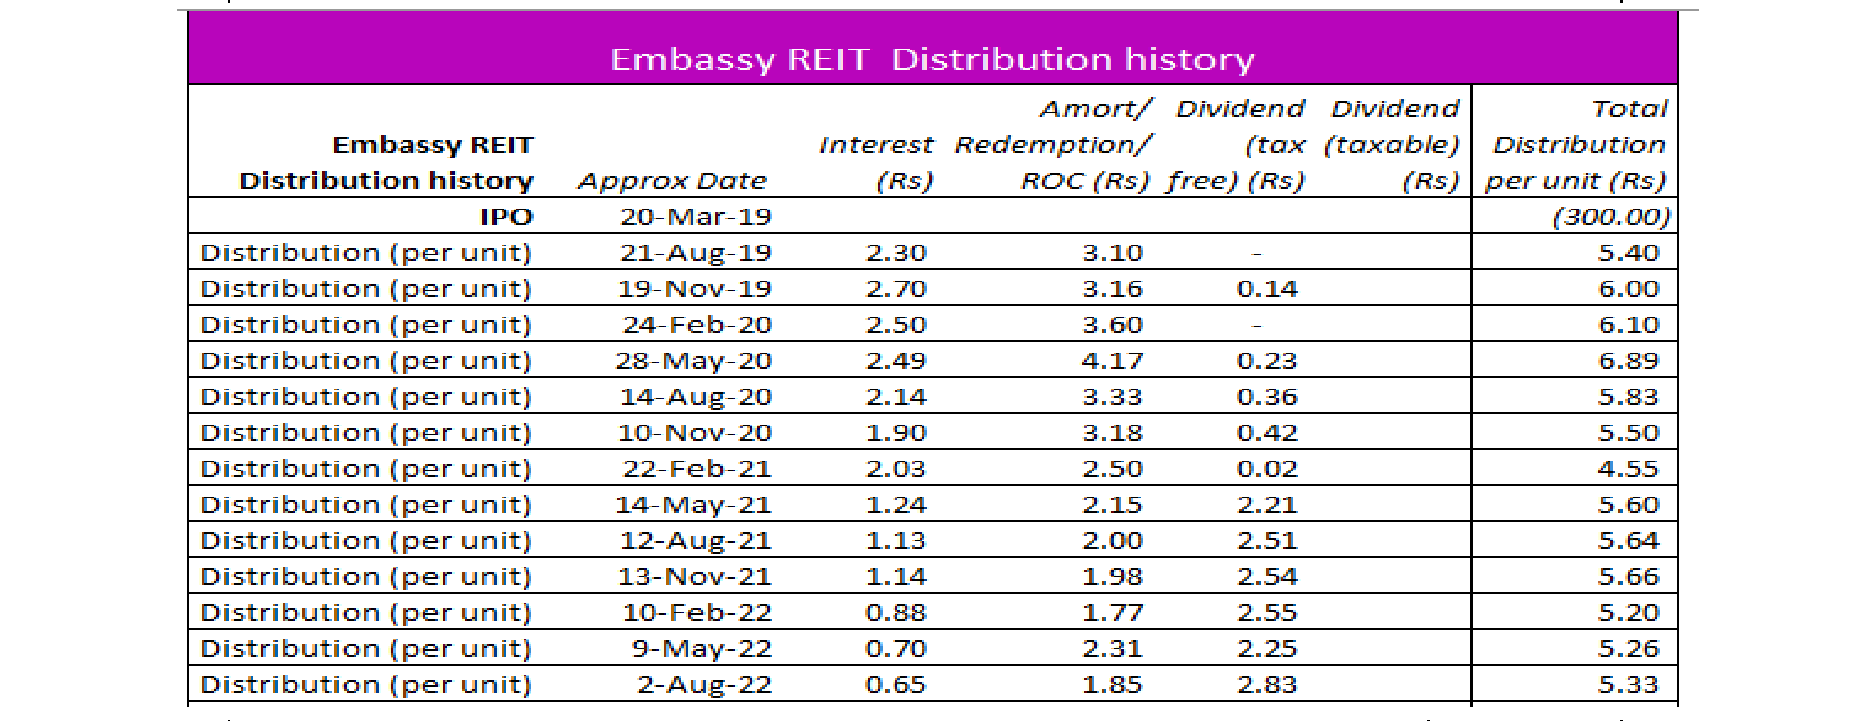 Embassy REIT Distribution history
Embassy REIT Distribution history Approx Date Interest (Rs) Amort/ Redemption/ ROC (Rs) Dividend (tax free) (Rs) Dividend (taxable) (Rs) Total Distribution per unit (Rs)
IPO 20-Mar-19 (300.00)
Distribution (per unit) 21-Aug-19 2.30 3.10 - 5.40
Distribution (per unit) 19-Nov-19 2.70 3.16 0.14 6.00
Distribution (per unit) 24-Feb-20 2.50 3.60 - 6.10
Distribution (per unit) 28-May-20 2.49 4.17 0.23 6.89
Distribution (per unit) 14-Aug-20 2.14 3.33 0.36 5.83
Distribution (per unit) 10-Nov-20 1.90 3.18 0.42 5.50
Distribution (per unit) 22-Feb-21 2.03 2.50 0.02 4.55
Distribution (per unit) 14-May-21 1.24 2.15 2.21 5.60
Distribution (per unit) 12-Aug-21 1.13 2.00 2.51 5.64
Distribution (per unit) 13-Nov-21 1.14 1.98 2.54 5.66
Distribution (per unit) 10-Feb-22 0.88 1.77 2.55 5.20
Distribution (per unit) 9-May-22 0.70 2.31 2.25 5.26
Distribution (per unit) 2-Aug-22 0.65 1.85 2.83 5.33